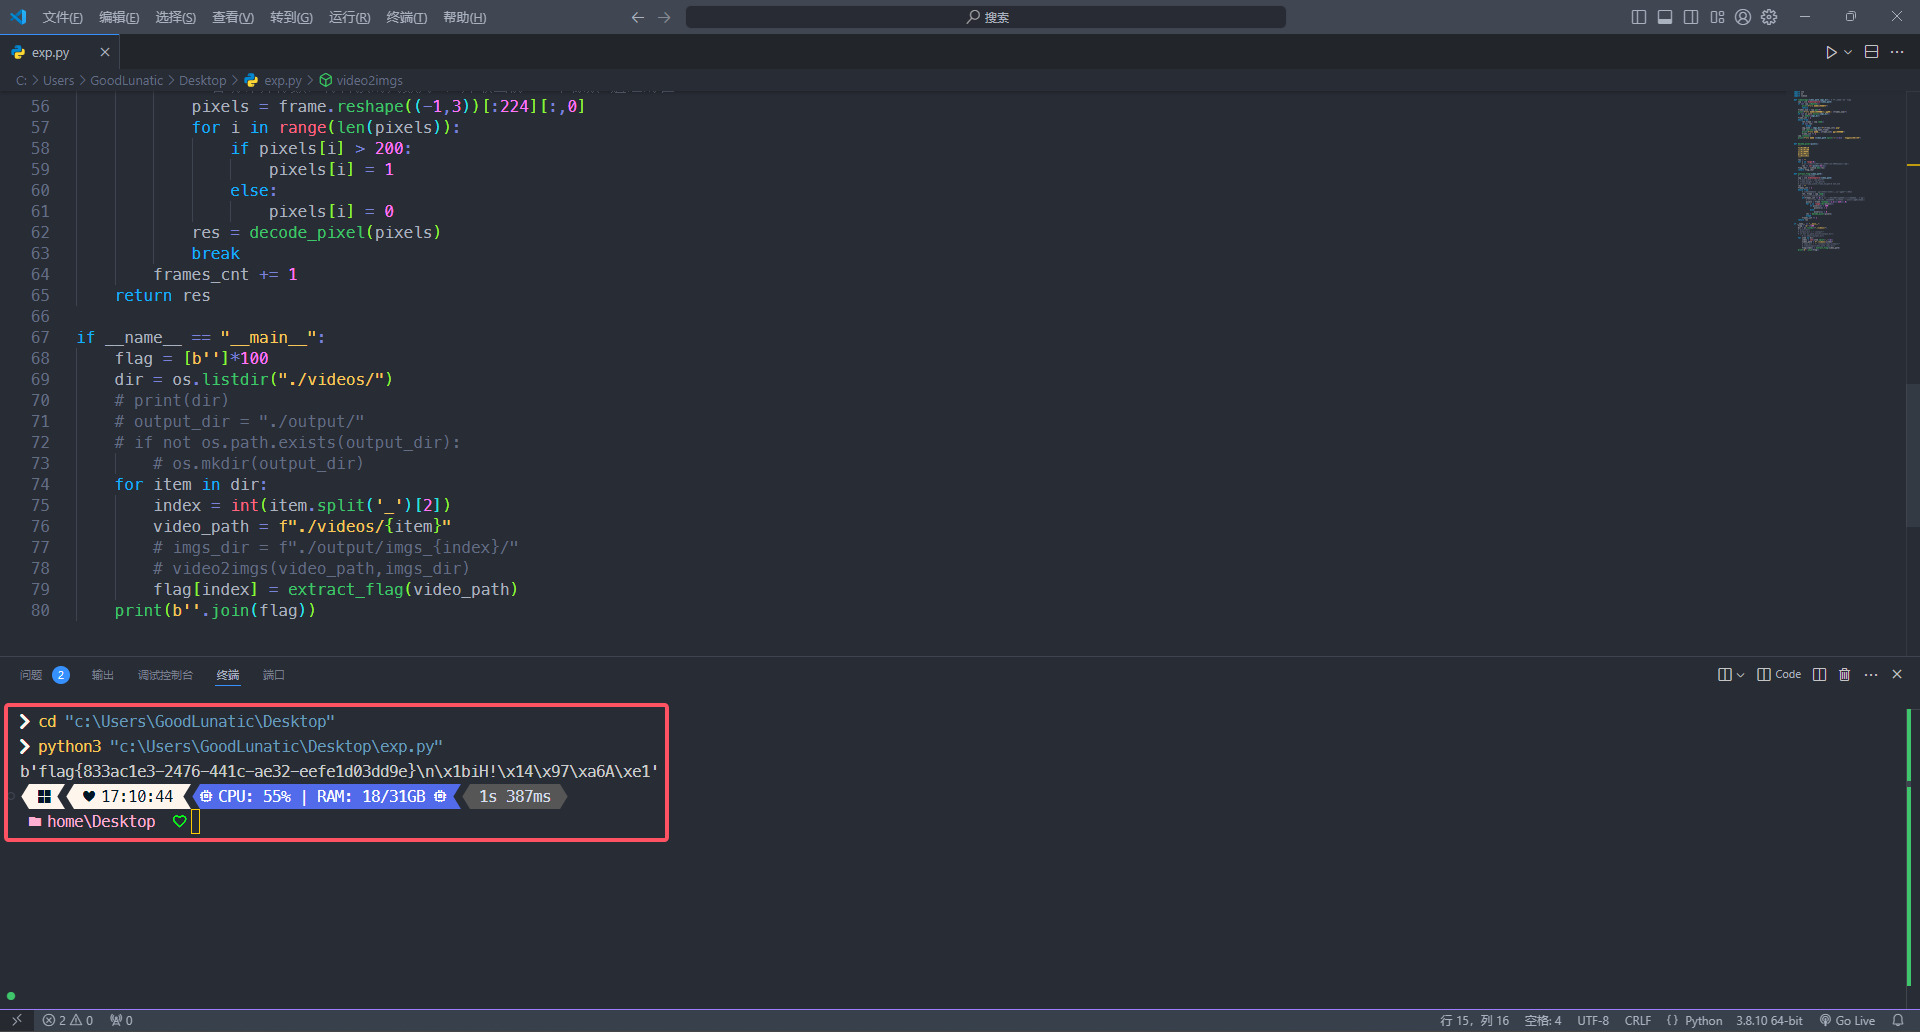 文件(F) 编辑(E) 选择(S) 查看(V) 转到(G) 运行(R) 终端(T) 帮助(H) 搜索
exp.py
C: > Users > GoodLunatic > Desktop > exp.py > video2imgs
56 pixels = frame.reshape((-1,3))[:224][:,0]
57 for i in range(len(pixels)):
58 if pixels[i] > 200:
59 pixels[i] = 1
60 else:
61 pixels[i] = 0
62 res = decode_pixel(pixels)
63 break
64 frames_cnt += 1
65 return res
66
67 if __name__ == "__main__":
68 flag = [b'']*100
69 dir = os.listdir("./videos/")
70 # print(dir)
71 # output_dir = "./output/"
72 # if not os.path.exists(output_dir):
73 # os.mkdir(output_dir)
74 for item in dir:
75 index = int(item.split('_')[2])
76 video_path = f"./videos/{item}"
77 # imgs_dir = f"./output/imgs_{index}/"
78 # video2imgs(video_path,imgs_dir)
79 flag[index] = extract_flag(video_path)
80 print(b''.join(flag))
问题 2 输出 调试控制台 终端 端口 Code
cd "c:\Users\GoodLunatic\Desktop"
python3 "c:\Users\GoodLunatic\Desktop\exp.py"
b'flag{833ac1e3-2476-441c-ae32-eefe1d03dd9e}\n\x1biH!\x14\x97\xa6A\xe1'
17:10:44 CPU: 55% | RAM: 18/31GB 1s 387ms
home\Desktop
2 0 0 行 15, 列 16 空格: 4 UTF-8 CRLF { } Python 3.8.10 64-bit Go Live